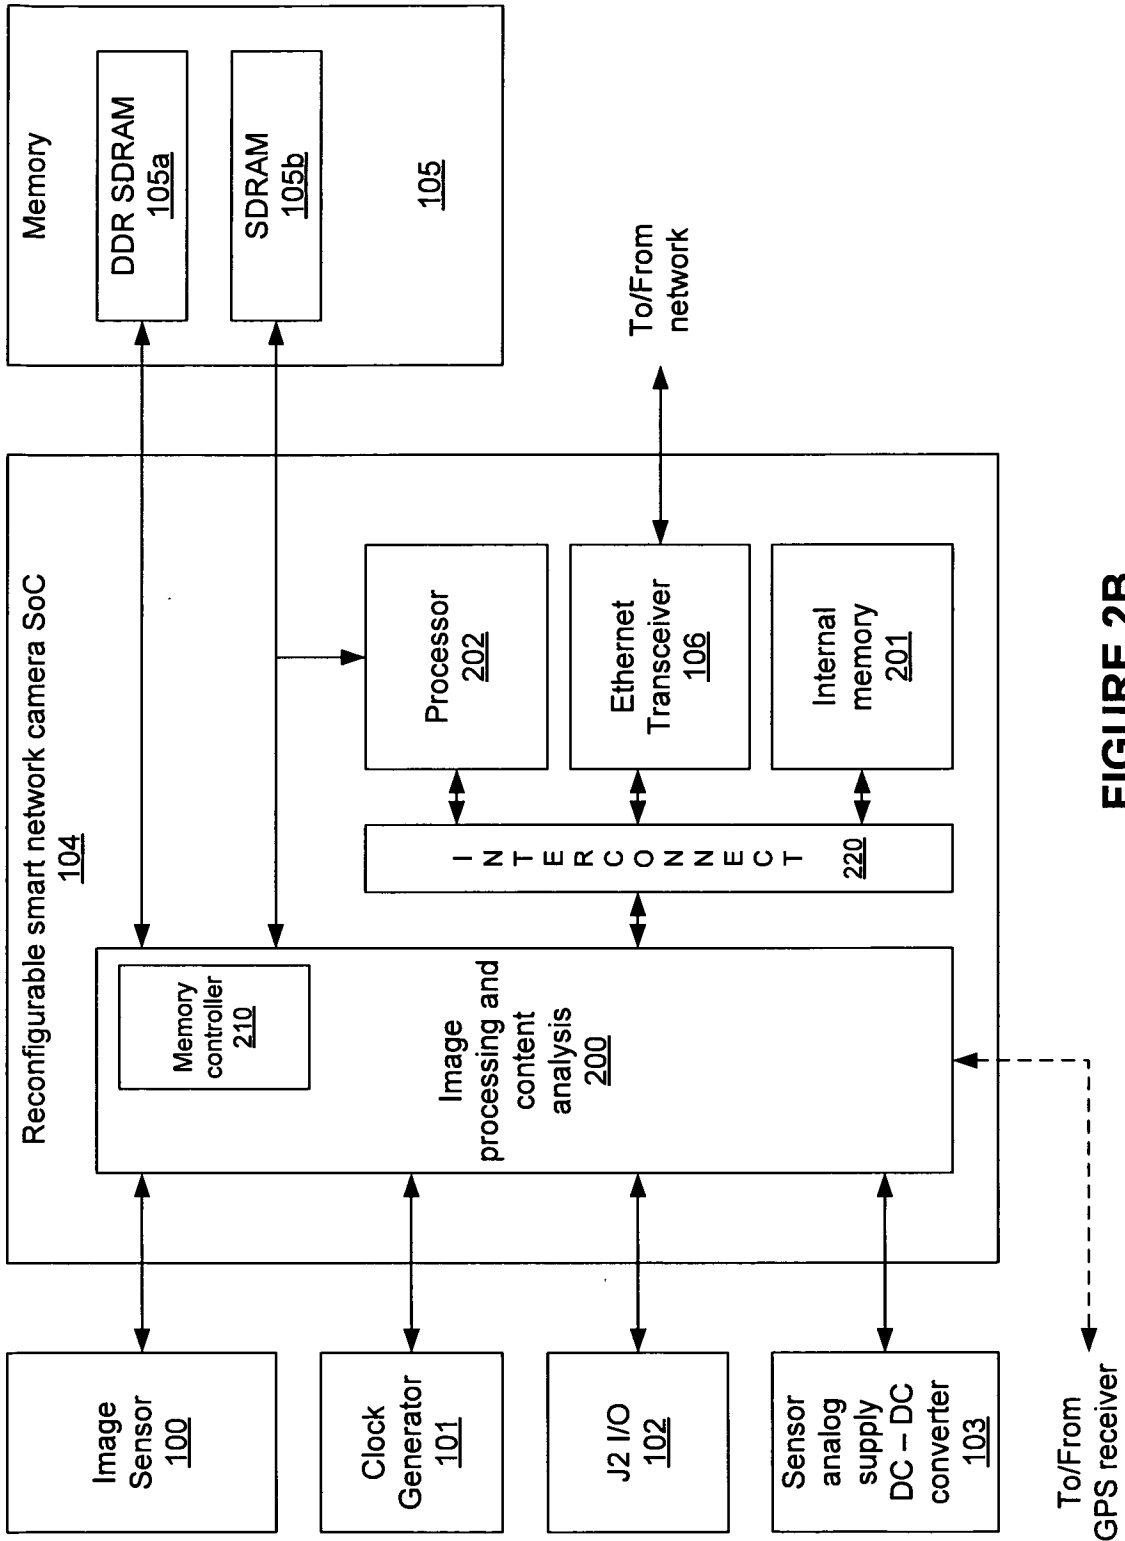 Reconfigurable smart network camera SoC
104
Memory
DDR SDRAM
105a
SDRAM
105b
105
Image
Sensor
100
Clock
Generator
101
J2 I/O
102
Sensor
analog
supply
DC – DC
converter
103
Memory
controller
210
Image
processing and
content
analysis
200
INTERCONNECT
220
Processor
202
Ethernet
Transceiver
106
Internal
memory
201
To/From
network
To/From
GPS receiver
FIGURE 2B